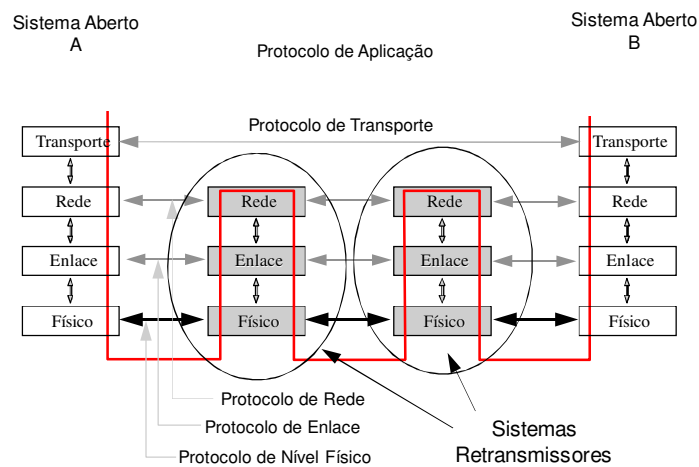 Sistema Aberto
A
Protocolo de Aplicação
Sistema Aberto
B
Transporte
Protocolo de Transporte
Transporte
Rede
Rede
Rede
Rede
Enlace
Enlace
Enlace
Enlace
Físico
Físico
Físico
Físico
Protocolo de Rede
Protocolo de Enlace
Protocolo de Nível Físico
Sistemas
Retransmissores